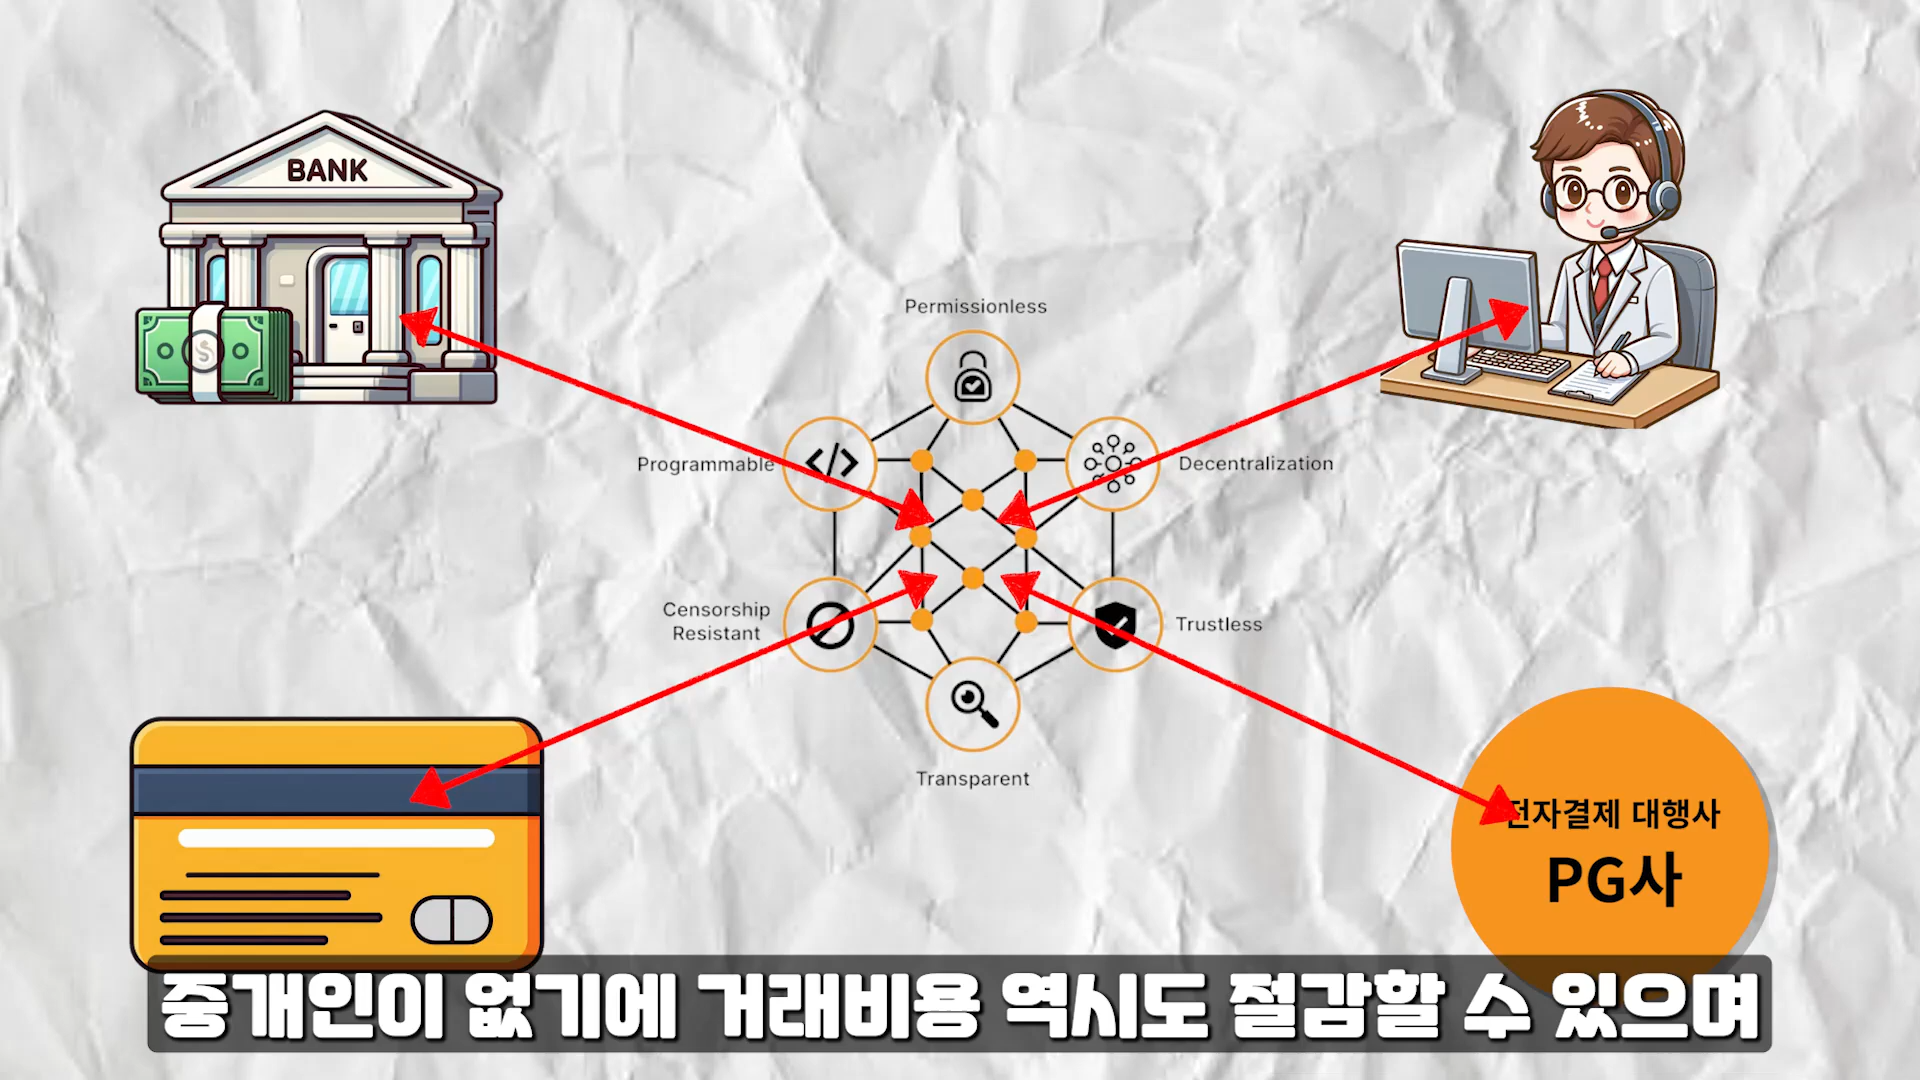 BANK
Permissionless
Programmable
Decentralization
Censorship
Resistant
Trustless
Transparent
전자결제 대행사
PG사
중개인이 없기에 거래비용 역시도 절감할 수 있으며